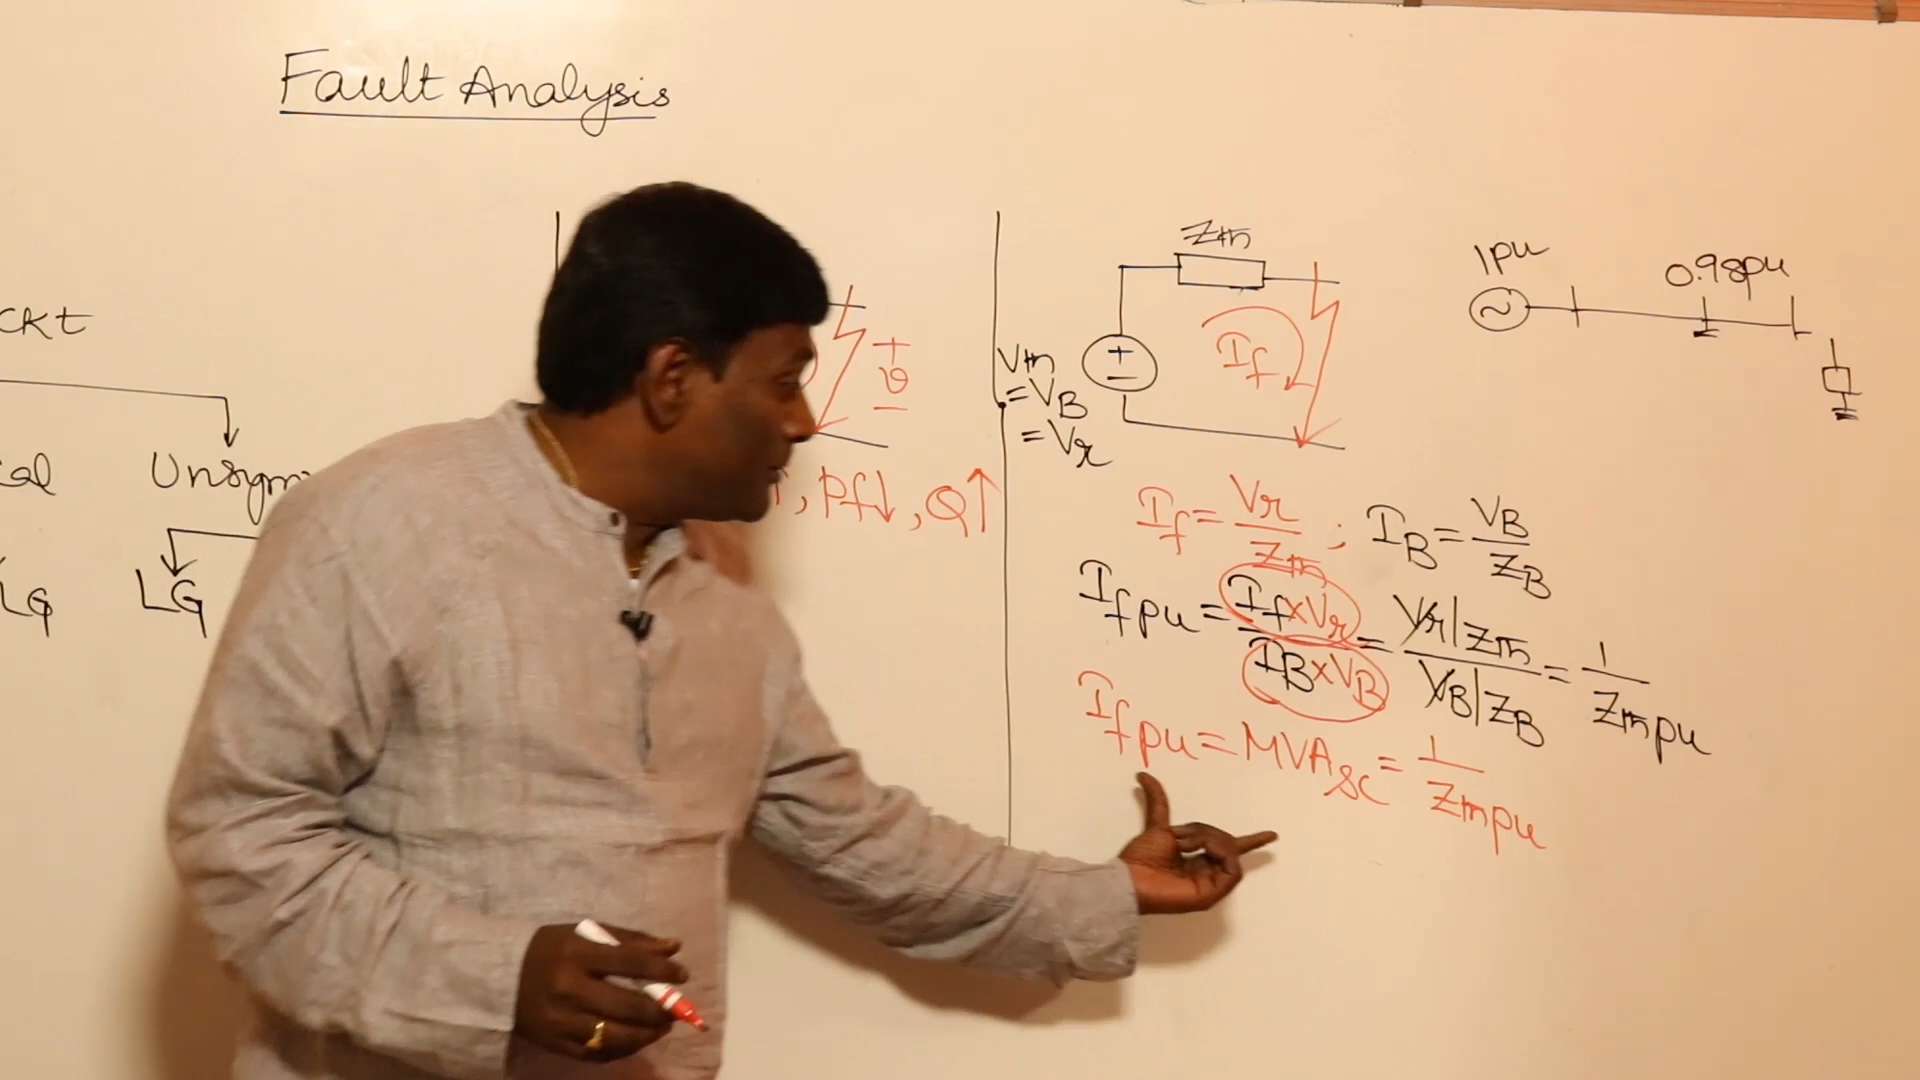 Fault Analysis
CKt
Unsym
LG
LG
+
v
-
, Pf↓, Q↑
Zth
Vth
= VB
= Vr
+
-
If
1pu
~
0.98pu
If = Vr/Zth ; IB = VB/ZB
Ifpu = If×Vr / IB×VB = Vr|Zth / VB|ZB = 1/Zthpu
Ifpu = MVAsc = 1/Zthpu